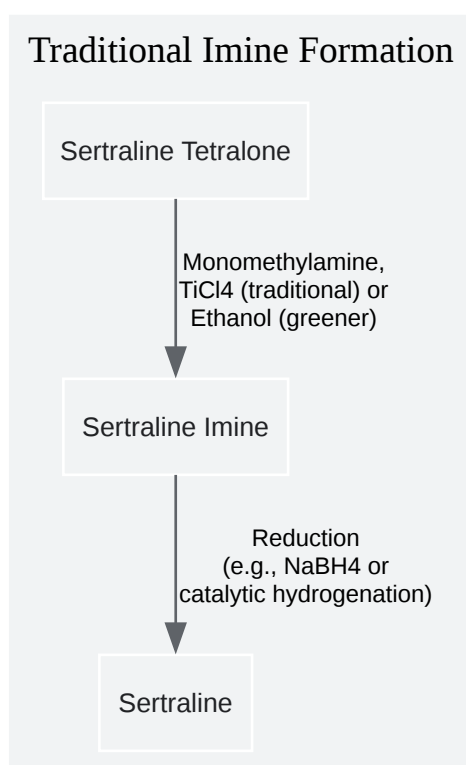 Traditional Imine Formation
Sertraline Tetralone
Monomethylamine,
TiCl4 (traditional) or
Ethanol (greener)
Sertraline Imine
Reduction
(e.g., NaBH4 or
catalytic hydrogenation)
Sertraline